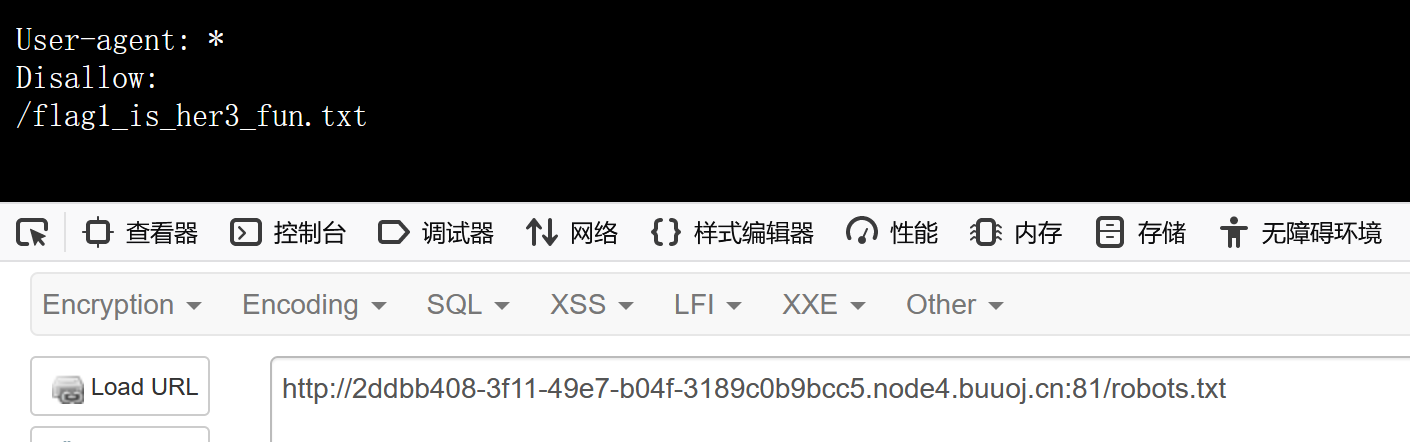 User-agent: *
Disallow:
/flag1_is_her3_fun.txt
查看器 控制台 调试器 网络 样式编辑器 性能 内存 存储 无障碍环境
Encryption Encoding SQL XSS LFI XXE Other
Load URL http://2ddbb408-3f11-49e7-b04f-3189c0b9bcc5.node4.buuoj.cn:81/robots.txt